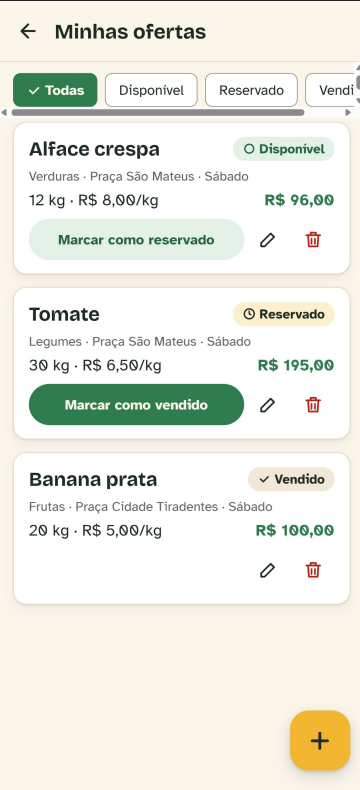 Minhas ofertas
Todas
Disponível
Reservado
Vendi
Alface crespa
Disponível
Verduras · Praça São Mateus · Sábado
12 kg · R$ 8,00/kg
R$ 96,00
Marcar como reservado
Tomate
Reservado
Legumes · Praça São Mateus · Sábado
30 kg · R$ 6,50/kg
R$ 195,00
Marcar como vendido
Banana prata
Vendido
Frutas · Praça Cidade Tiradentes · Sábado
20 kg · R$ 5,00/kg
R$ 100,00